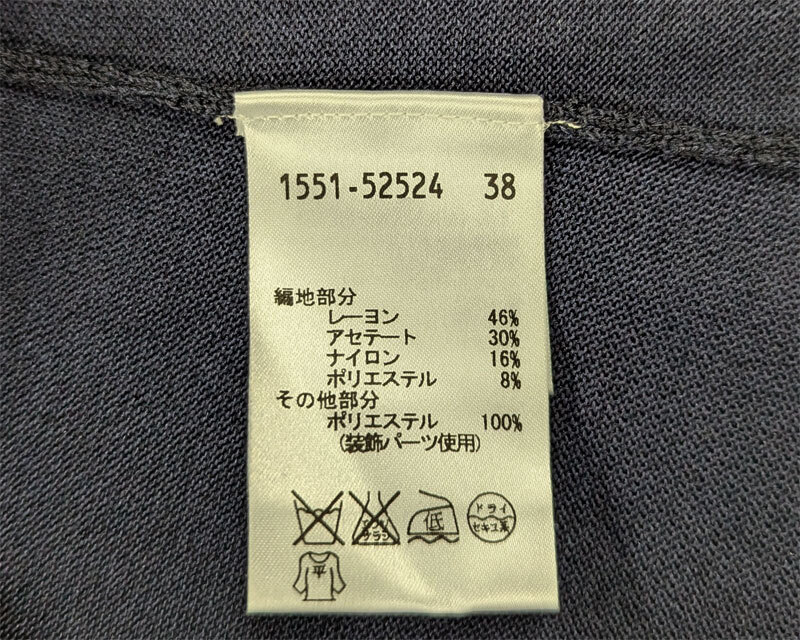 1551-52524 38
編地部分
レーヨン 46%
アセテート 30%
ナイロン 16%
ポリエステル 8%
その他部分
ポリエステル 100%
(装飾パーツ使用)
低
ドライ
セキユ系
平